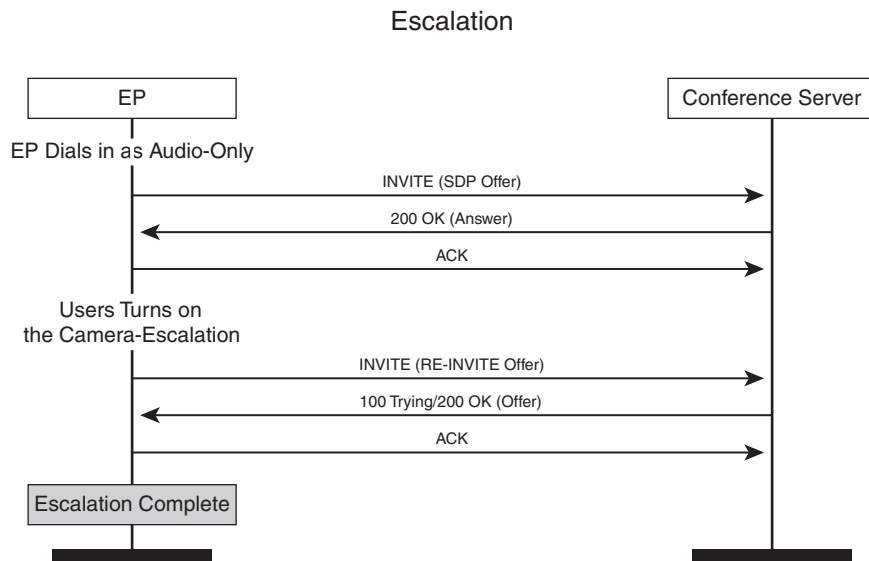 Escalation
EP
Conference Server
EP Dials in as Audio-Only
INVITE (SDP Offer)
200 OK (Answer)
ACK
Users Turns on
the Camera-Escalation
INVITE (RE-INVITE Offer)
100 Trying/200 OK (Offer)
ACK
Escalation Complete